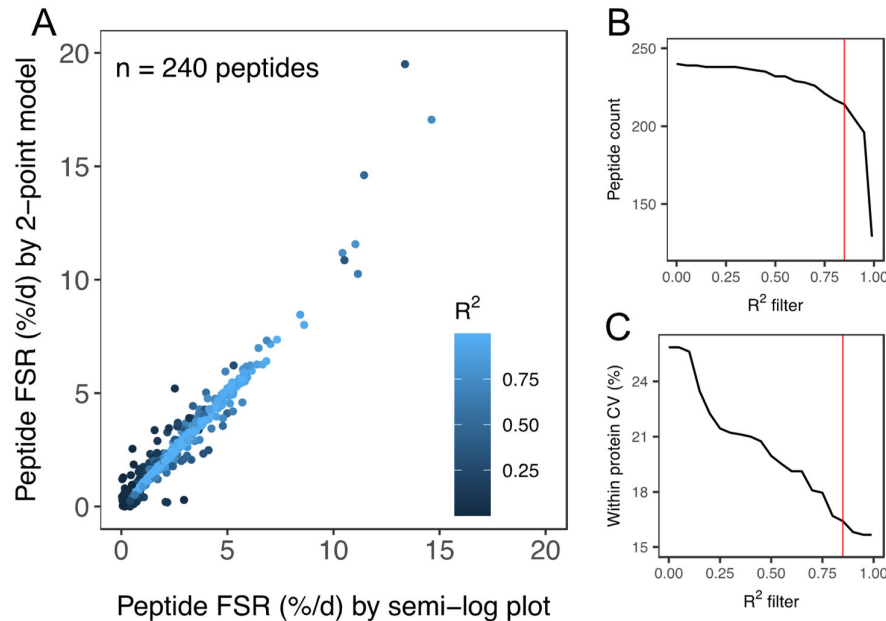 A
n = 240 peptides
Peptide FSR (%/d) by 2−point model
20
15
10
5
0
R²
0.75
0.50
0.25
0 5 10 15 20
Peptide FSR (%/d) by semi−log plot
B
Peptide count
250
200
150
0.00 0.25 0.50 0.75 1.00
R² filter
C
Within protein CV (%)
24
21
18
15
0.00 0.25 0.50 0.75 1.00
R² filter